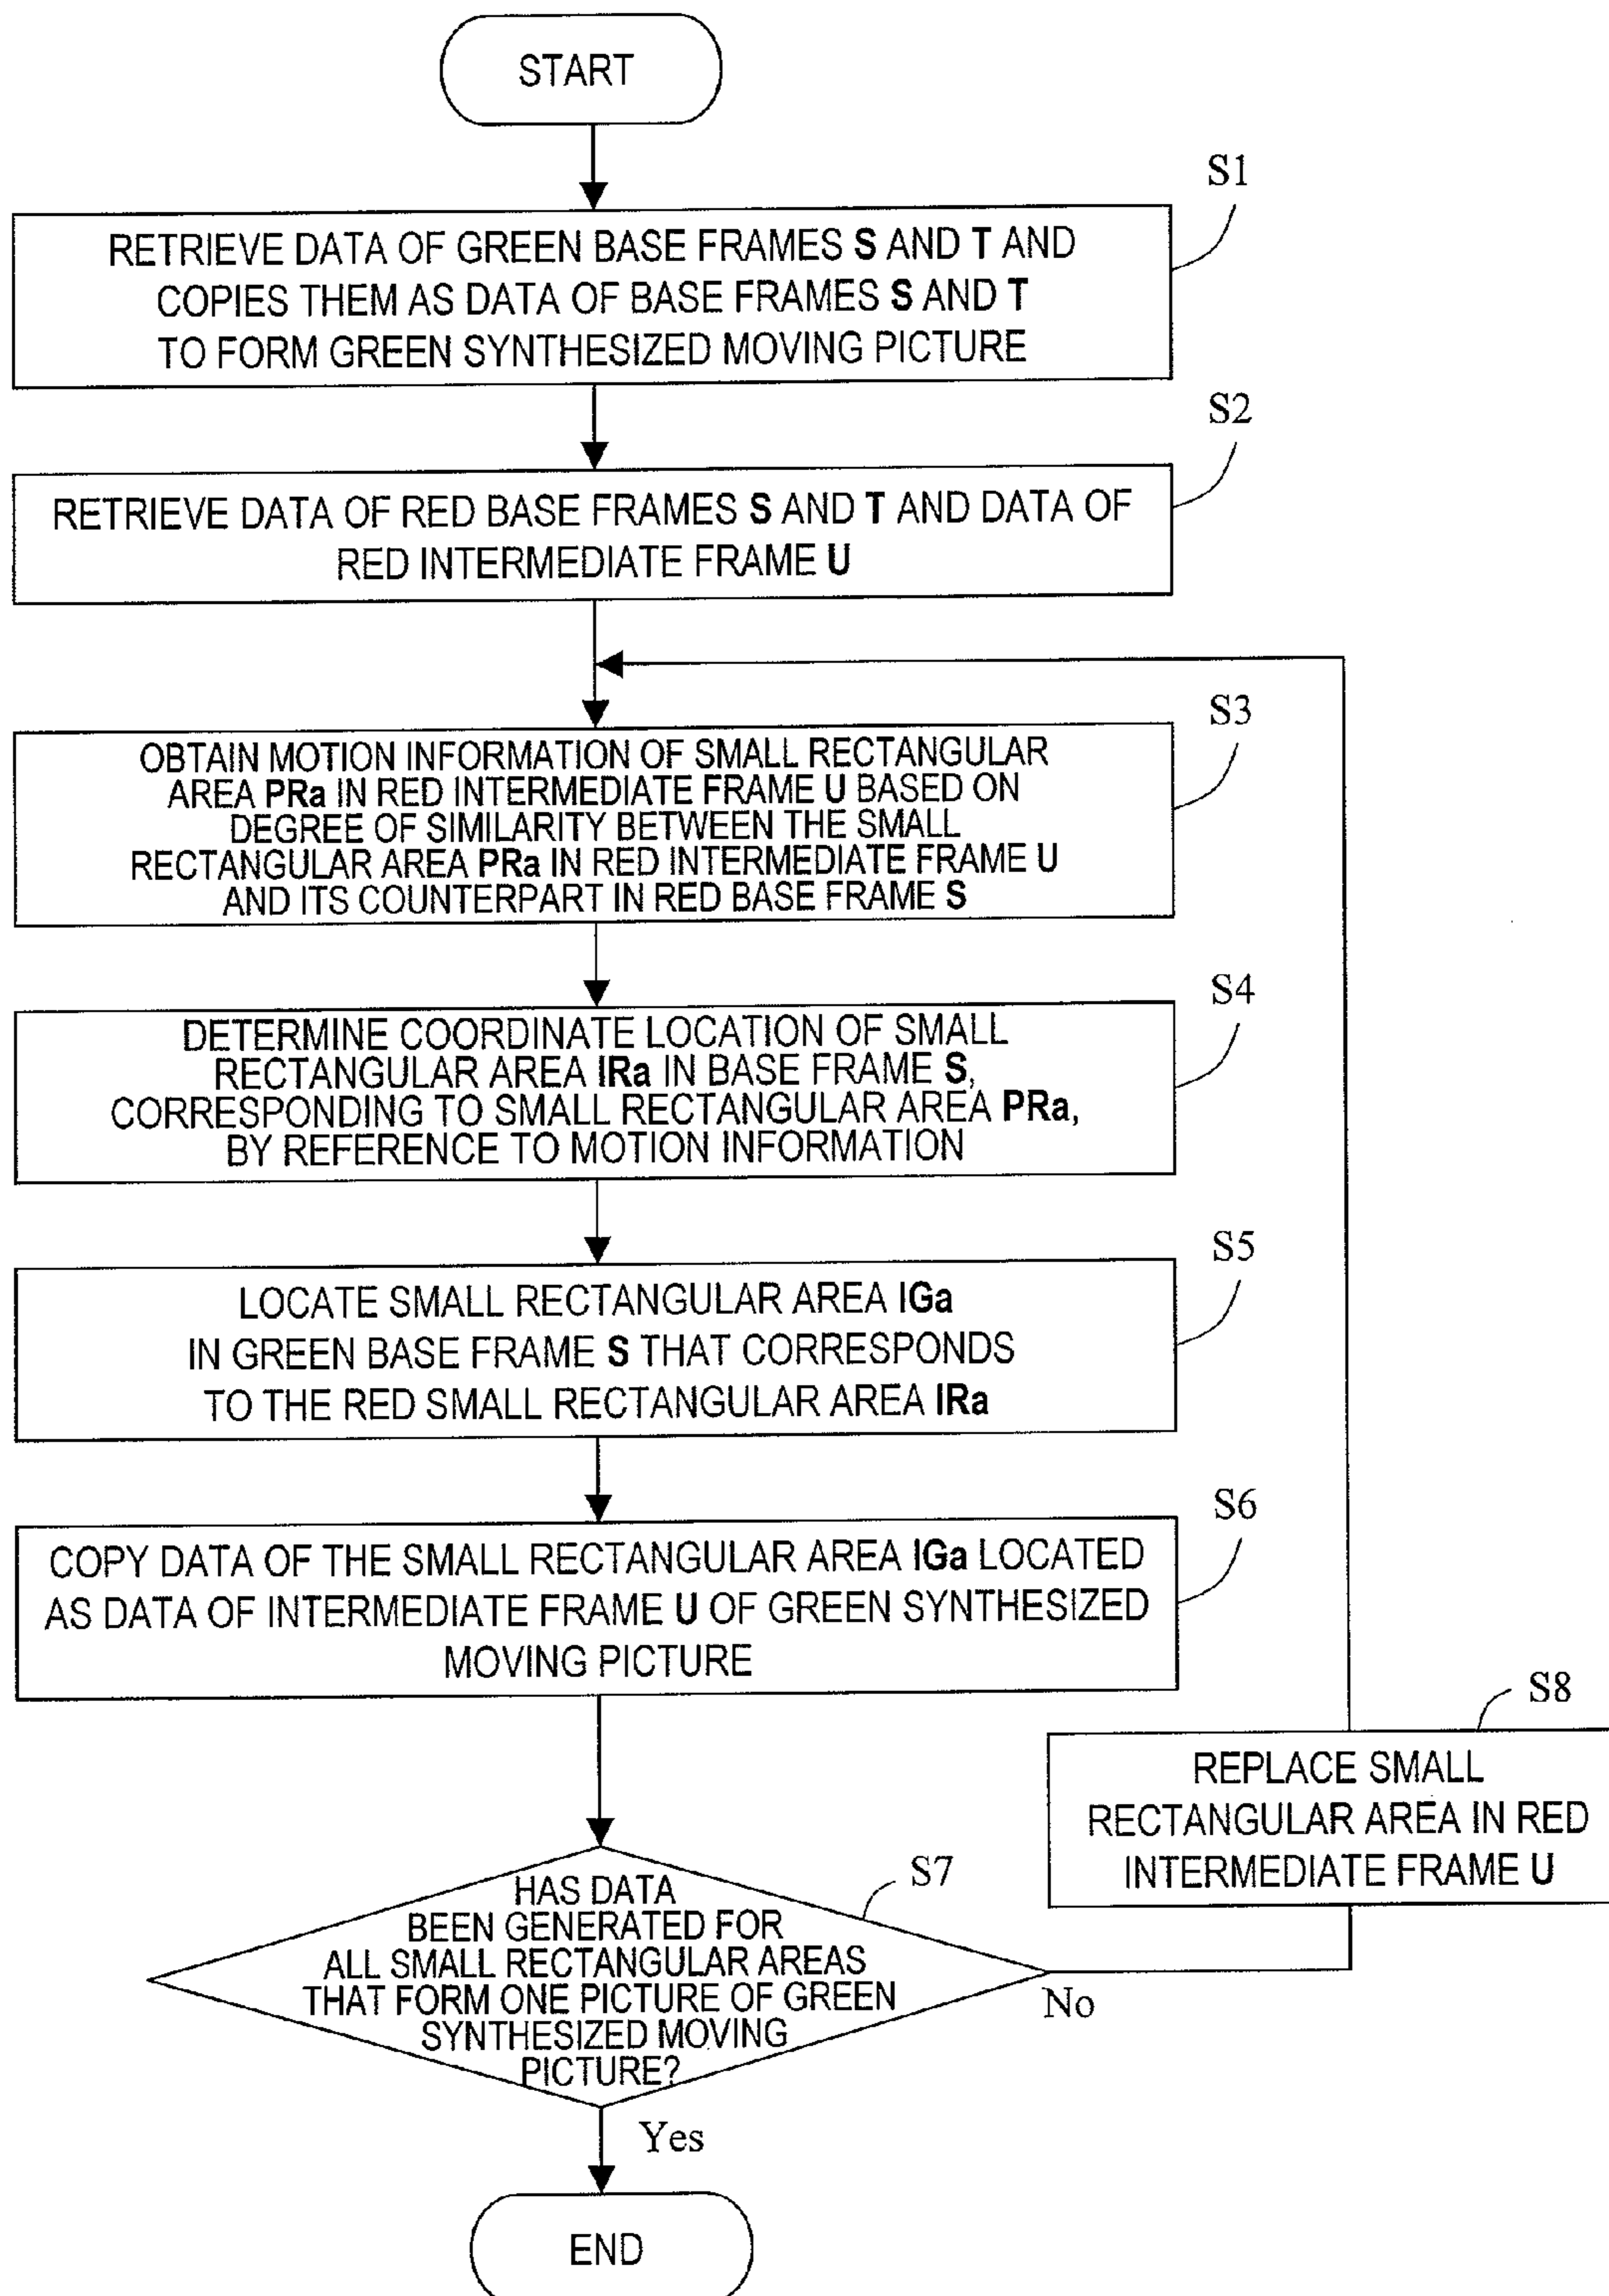 START
S1
RETRIEVE DATA OF GREEN BASE FRAMES S AND T AND
COPIES THEM AS DATA OF BASE FRAMES S AND T
TO FORM GREEN SYNTHESIZED MOVING PICTURE
S2
RETRIEVE DATA OF RED BASE FRAMES S AND T AND DATA OF
RED INTERMEDIATE FRAME U
S3
OBTAIN MOTION INFORMATION OF SMALL RECTANGULAR
AREA PRa IN RED INTERMEDIATE FRAME U BASED ON
DEGREE OF SIMILARITY BETWEEN THE SMALL
RECTANGULAR AREA PRa IN RED INTERMEDIATE FRAME U
AND ITS COUNTERPART IN RED BASE FRAME S
S4
DETERMINE COORDINATE LOCATION OF SMALL
RECTANGULAR AREA IRa IN BASE FRAME S,
CORRESPONDING TO SMALL RECTANGULAR AREA PRa,
BY REFERENCE TO MOTION INFORMATION
S5
LOCATE SMALL RECTANGULAR AREA IGa
IN GREEN BASE FRAME S THAT CORRESPONDS
TO THE RED SMALL RECTANGULAR AREA IRa
S6
COPY DATA OF THE SMALL RECTANGULAR AREA IGa LOCATED
AS DATA OF INTERMEDIATE FRAME U OF GREEN SYNTHESIZED
MOVING PICTURE
S8
REPLACE SMALL
RECTANGULAR AREA IN RED
INTERMEDIATE FRAME U
S7
HAS DATA
BEEN GENERATED FOR
ALL SMALL RECTANGULAR AREAS
THAT FORM ONE PICTURE OF GREEN
SYNTHESIZED MOVING
PICTURE?
No
Yes
END